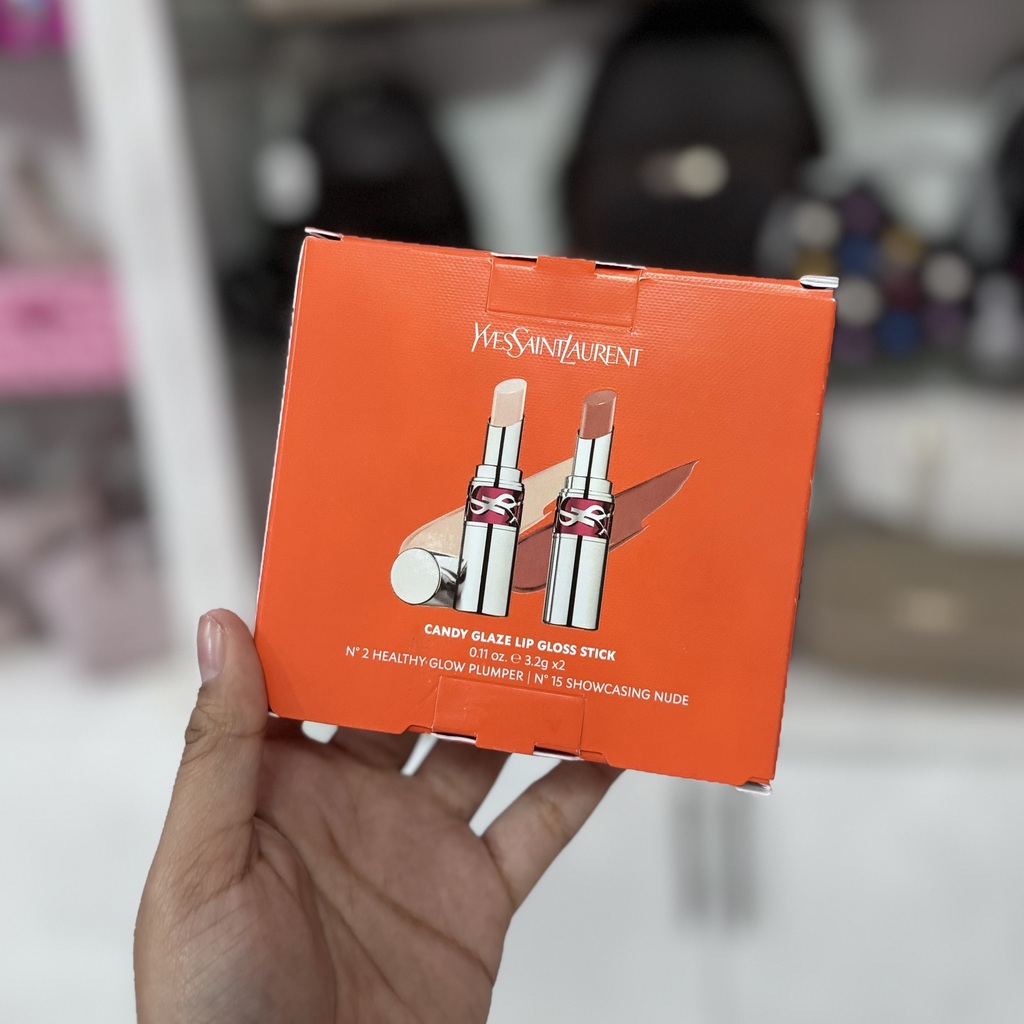 YVESSAINTLAURENT
CANDY GLAZE LIP GLOSS STICK
0.11 oz. ℮ 3.2g x2
N° 2 HEALTHY GLOW PLUMPER | N° 15 SHOWCASING NUDE